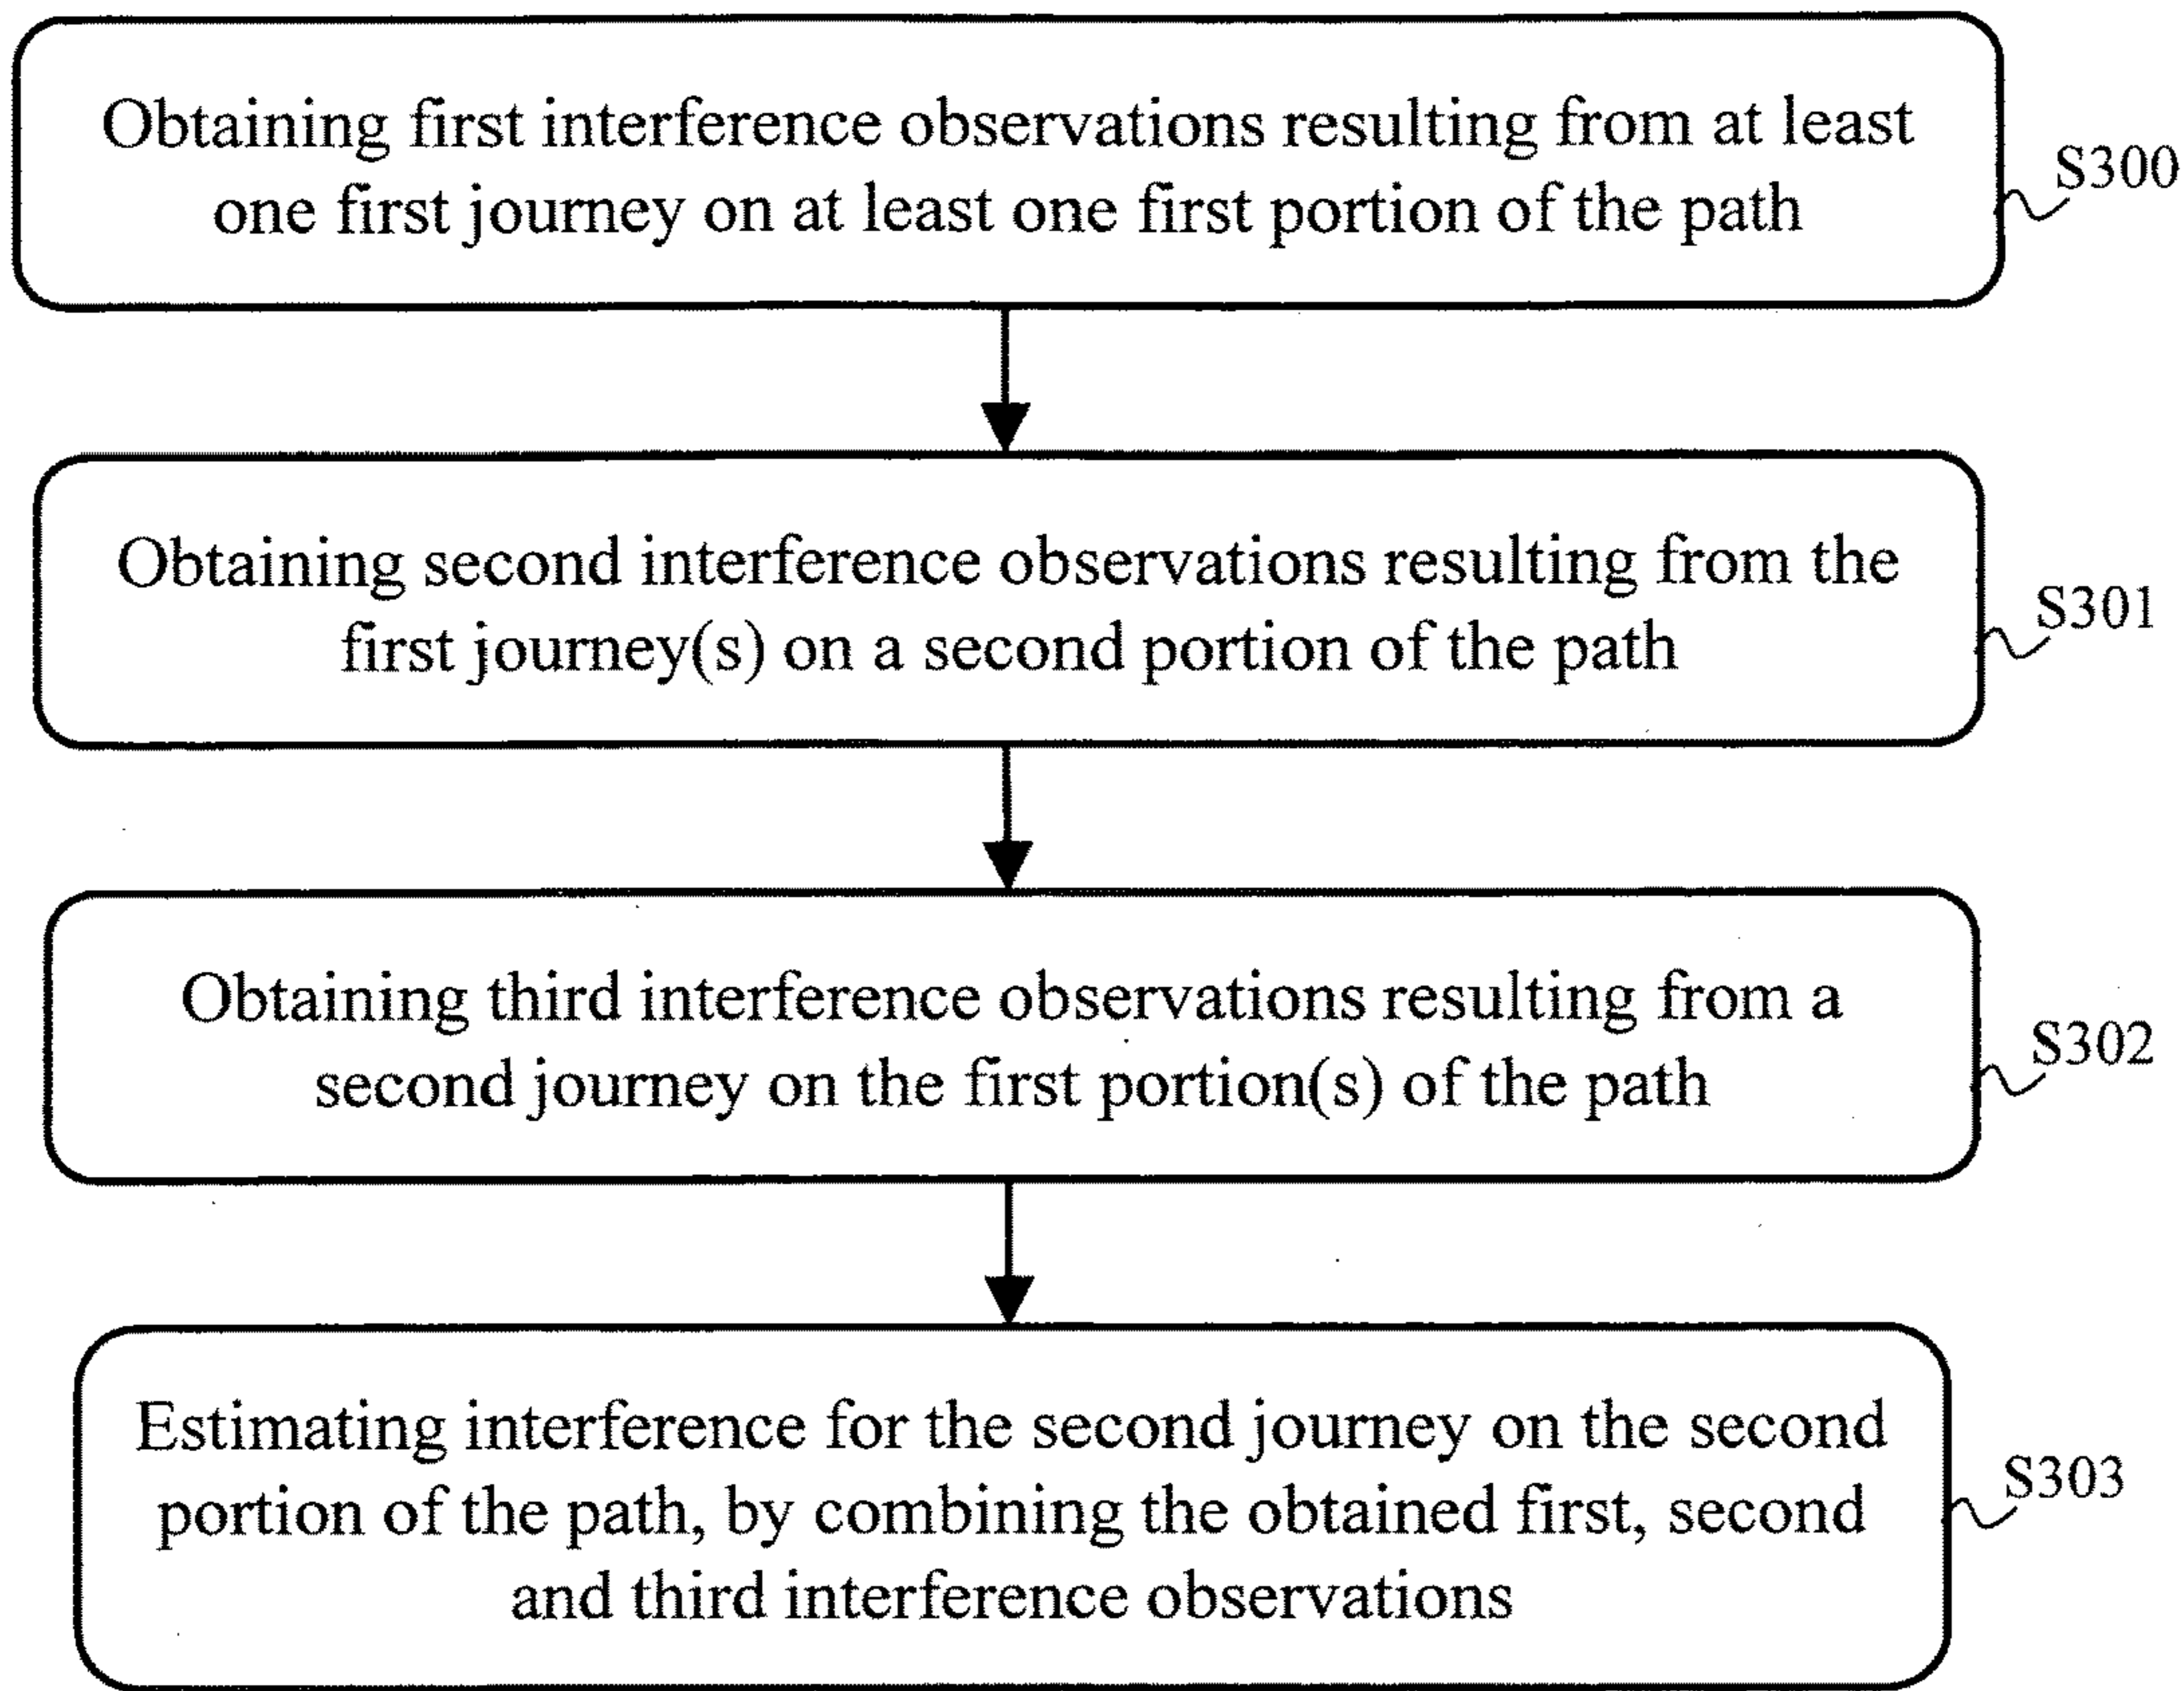 Obtaining first interference observations resulting from at least
one first journey on at least one first portion of the path
S300
Obtaining second interference observations resulting from the
first journey(s) on a second portion of the path
S301
Obtaining third interference observations resulting from a
second journey on the first portion(s) of the path
S302
Estimating interference for the second journey on the second
portion of the path, by combining the obtained first, second
and third interference observations
S303